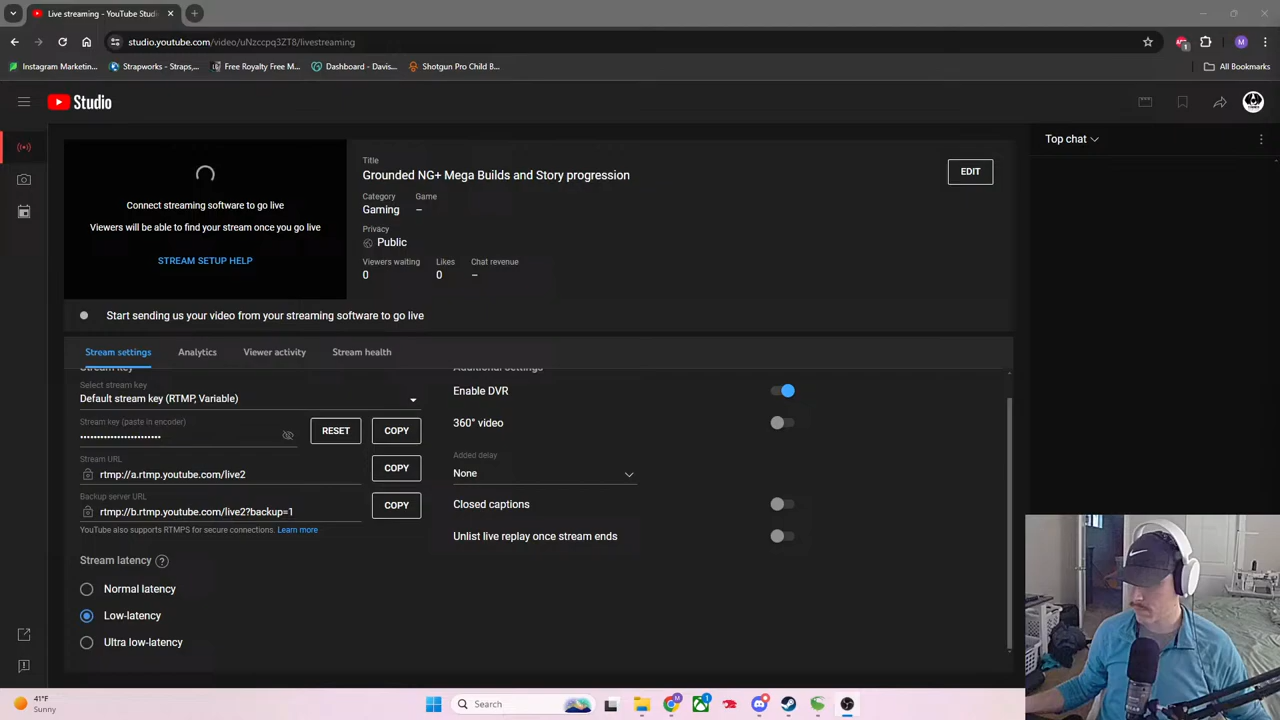 Live streaming - YouTube Studi
studio.youtube.com/video/uNzccpq3ZT8/livestreaming
1
M
Instagram Marketin...
Strapworks - Straps,...
Free Royalty Free M...
Dashboard - Davis...
Shotgun Pro Child B...
All Bookmarks
Studio
Connect streaming software to go live
Viewers will be able to find your stream once you go live
STREAM SETUP HELP
Title
Grounded NG+ Mega Builds and Story progression
EDIT
Category Game
Gaming –
Privacy
Public
Viewers waiting Likes Chat revenue
0 0 –
Top chat
Start sending us your video from your streaming software to go live
Stream settings Analytics Viewer activity Stream health
Stream key
Select stream key
Default stream key (RTMP, Variable)
Stream key (paste in encoder)
••••••••••••••••••••••••
RESET COPY
Stream URL
rtmp://a.rtmp.youtube.com/live2
COPY
Backup server URL
rtmp://b.rtmp.youtube.com/live2?backup=1
COPY
YouTube also supports RTMPS for secure connections. Learn more
Stream latency ?
Normal latency
Low-latency
Ultra low-latency
Additional settings
Enable DVR
360° video
Added delay
None
Closed captions
Unlist live replay once stream ends
41°F
Sunny
Search
M
1